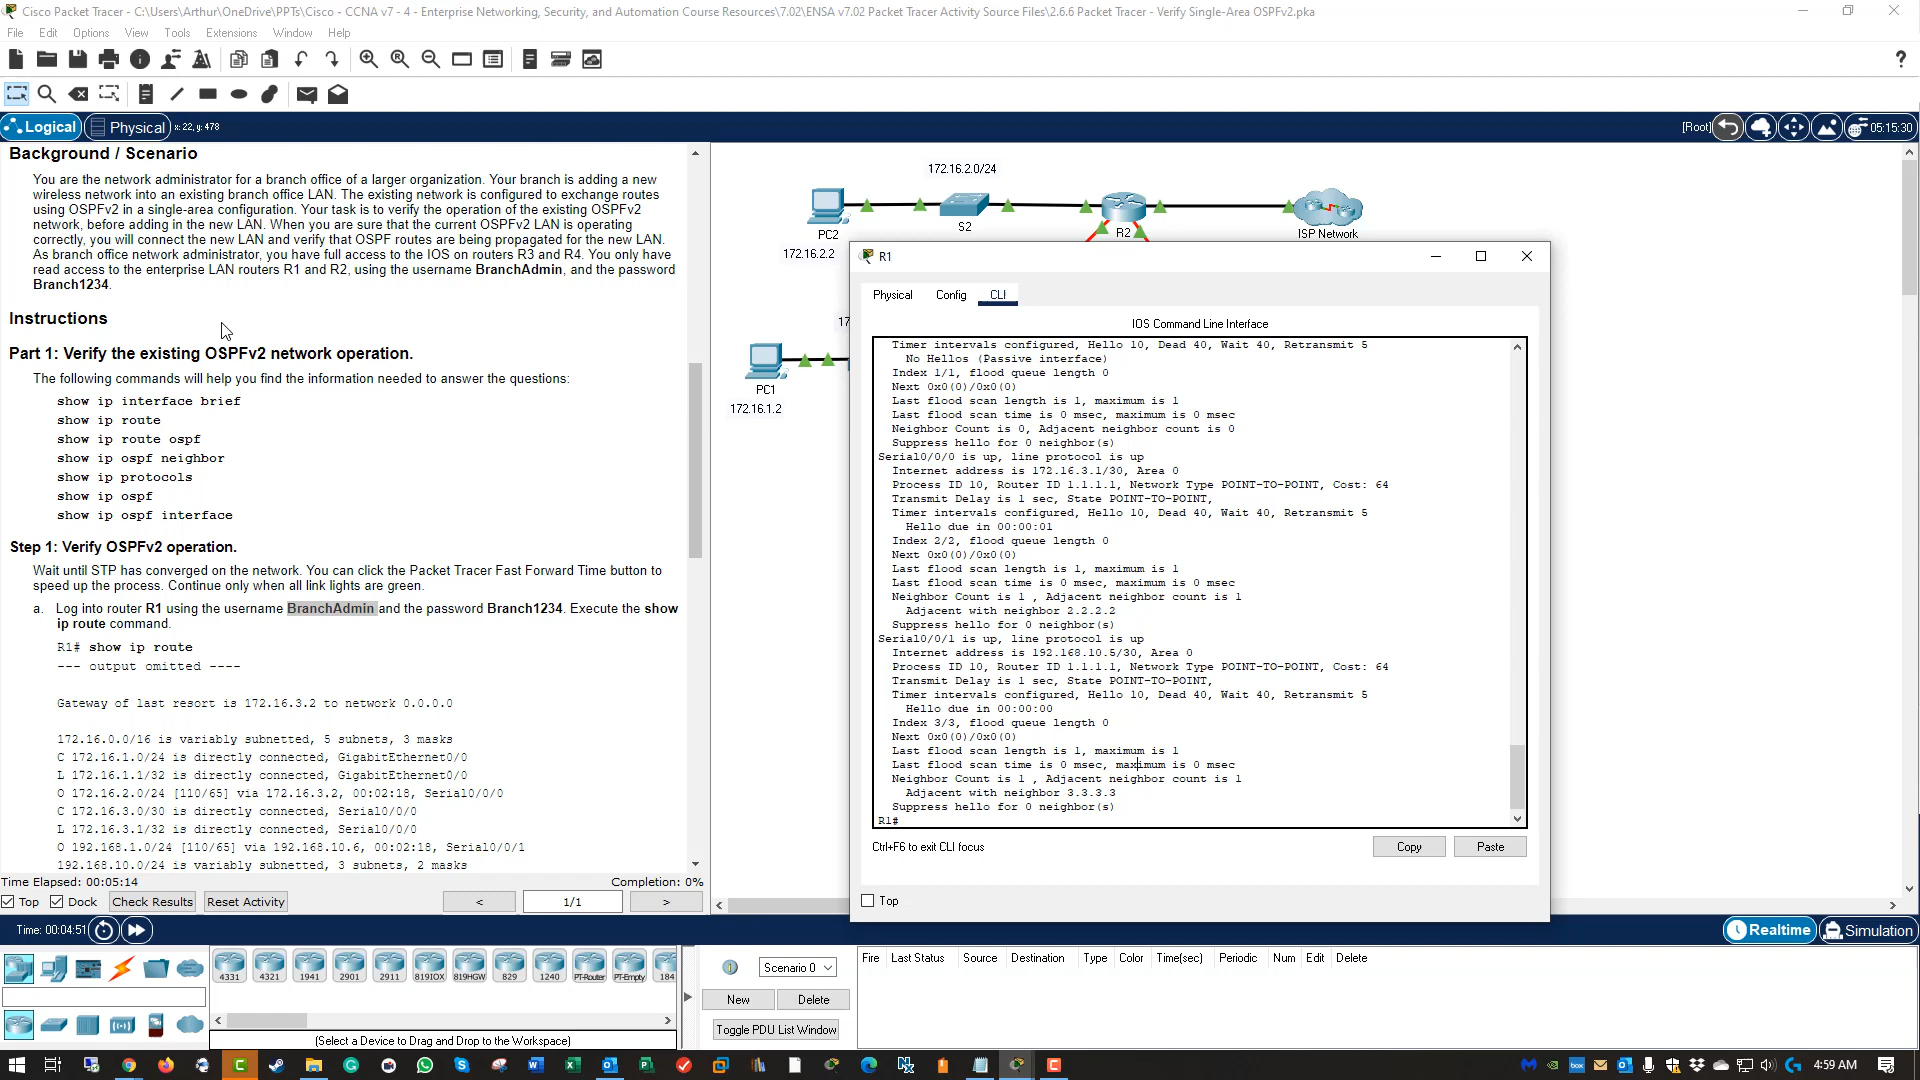 Cisco Packet Tracer - C:\Users\Arthur\OneDrive\PPTs\Cisco - CCNA v7 - 4 - Enterprise Networking, Security, and Automation Course Resources\7.02\ENSA v7.02 Packet Tracer Activity Source Files\2.6.6 Packet Tracer - Verify Single-Area OSPFv2.pka
File Edit Options View Tools Extensions Window Help
?
Logical Physical x: 22, y: 478
[Root] 05:15:30
Background / Scenario
You are the network administrator for a branch office of a larger organization. Your branch is adding a new
wireless network into an existing branch office LAN. The existing network is configured to exchange routes
using OSPFv2 in a single-area configuration. Your task is to verify the operation of the existing OSPFv2
network, before adding in the new LAN. When you are sure that the current OSPFv2 LAN is operating
correctly, you will connect the new LAN and verify that OSPF routes are being propagated for the new LAN.
As branch office network administrator, you have full access to the IOS on routers R3 and R4. You only have
read access to the enterprise LAN routers R1 and R2, using the username BranchAdmin, and the password
Branch1234.
Instructions
Part 1: Verify the existing OSPFv2 network operation.
The following commands will help you find the information needed to answer the questions:
show ip interface brief
show ip route
show ip route ospf
show ip ospf neighbor
show ip protocols
show ip ospf
show ip ospf interface
Step 1: Verify OSPFv2 operation.
Wait until STP has converged on the network. You can click the Packet Tracer Fast Forward Time button to
speed up the process. Continue only when all link lights are green.
a. Log into router R1 using the username BranchAdmin and the password Branch1234. Execute the show
ip route command.
R1# show ip route
--- output omitted ----
Gateway of last resort is 172.16.3.2 to network 0.0.0.0
172.16.0.0/16 is variably subnetted, 5 subnets, 3 masks
C 172.16.1.0/24 is directly connected, GigabitEthernet0/0
L 172.16.1.1/32 is directly connected, GigabitEthernet0/0
O 172.16.2.0/24 [110/65] via 172.16.3.2, 00:02:18, Serial0/0/0
C 172.16.3.0/30 is directly connected, Serial0/0/0
L 172.16.3.1/32 is directly connected, Serial0/0/0
O 192.168.1.0/24 [110/65] via 192.168.10.6, 00:02:18, Serial0/0/1
192.168.10.0/24 is variably subnetted, 3 subnets, 2 masks
Time Elapsed: 00:05:14 Completion: 0%
Top Dock Check Results Reset Activity < 1/1 >
172.16.2.0/24
PC2
S2
R2
ISP Network
172.16.2.2
17
PC1
172.16.1.2
R1
Physical Config CLI
IOS Command Line Interface
Timer intervals configured, Hello 10, Dead 40, Wait 40, Retransmit 5
No Hellos (Passive interface)
Index 1/1, flood queue length 0
Next 0x0(0)/0x0(0)
Last flood scan length is 1, maximum is 1
Last flood scan time is 0 msec, maximum is 0 msec
Neighbor Count is 0, Adjacent neighbor count is 0
Suppress hello for 0 neighbor(s)
Serial0/0/0 is up, line protocol is up
Internet address is 172.16.3.1/30, Area 0
Process ID 10, Router ID 1.1.1.1, Network Type POINT-TO-POINT, Cost: 64
Transmit Delay is 1 sec, State POINT-TO-POINT,
Timer intervals configured, Hello 10, Dead 40, Wait 40, Retransmit 5
Hello due in 00:00:01
Index 2/2, flood queue length 0
Next 0x0(0)/0x0(0)
Last flood scan length is 1, maximum is 1
Last flood scan time is 0 msec, maximum is 0 msec
Neighbor Count is 1 , Adjacent neighbor count is 1
Adjacent with neighbor 2.2.2.2
Suppress hello for 0 neighbor(s)
Serial0/0/1 is up, line protocol is up
Internet address is 192.168.10.5/30, Area 0
Process ID 10, Router ID 1.1.1.1, Network Type POINT-TO-POINT, Cost: 64
Transmit Delay is 1 sec, State POINT-TO-POINT,
Timer intervals configured, Hello 10, Dead 40, Wait 40, Retransmit 5
Hello due in 00:00:00
Index 3/3, flood queue length 0
Next 0x0(0)/0x0(0)
Last flood scan length is 1, maximum is 1
Last flood scan time is 0 msec, maximum is 0 msec
Neighbor Count is 1 , Adjacent neighbor count is 1
Adjacent with neighbor 3.3.3.3
Suppress hello for 0 neighbor(s)
R1#
Ctrl+F6 to exit CLI focus Copy Paste
Top
Time: 00:04:51 Realtime Simulation
4331 4321 1941 2901 2911 819IOX 819HGW 829 1240 PT-Router PT-Empty 184
(Select a Device to Drag and Drop to the Workspace)
Scenario 0
New Delete
Toggle PDU List Window
Fire Last Status Source Destination Type Color Time(sec) Periodic Num Edit Delete
4:59 AM